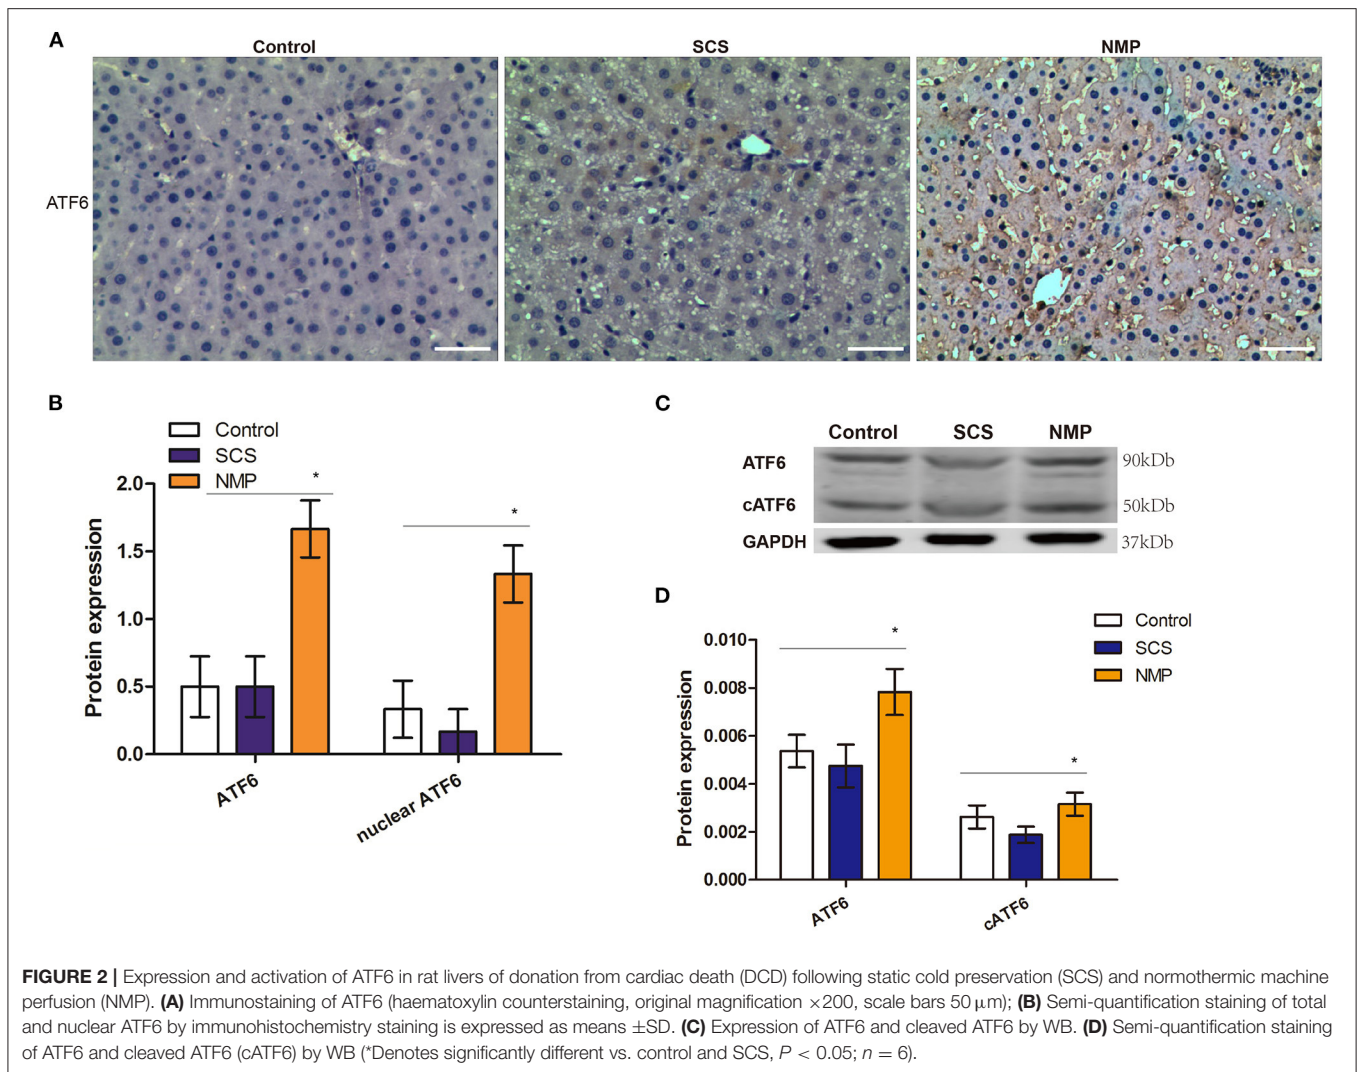 A
Control
SCS
NMP
ATF6
B
Control
SCS
NMP
*
*
Protein expression
2.0
1.5
1.0
0.5
0.0
ATF6
nuclear ATF6
C
Control
SCS
NMP
ATF6
90kDb
cATF6
50kDb
GAPDH
37kDb
D
Control
SCS
NMP
*
*
Protein expression
0.010
0.008
0.006
0.004
0.002
0.000
ATF6
cATF6
FIGURE 2 | Expression and activation of ATF6 in rat livers of donation from cardiac death (DCD) following static cold preservation (SCS) and normothermic machine
perfusion (NMP). (A) Immunostaining of ATF6 (haematoxylin counterstaining, original magnification ×200, scale bars 50 μm); (B) Semi-quantification staining of total
and nuclear ATF6 by immunohistochemistry staining is expressed as means ±SD. (C) Expression of ATF6 and cleaved ATF6 by WB. (D) Semi-quantification staining
of ATF6 and cleaved ATF6 (cATF6) by WB (*Denotes significantly different vs. control and SCS, P < 0.05; n = 6).